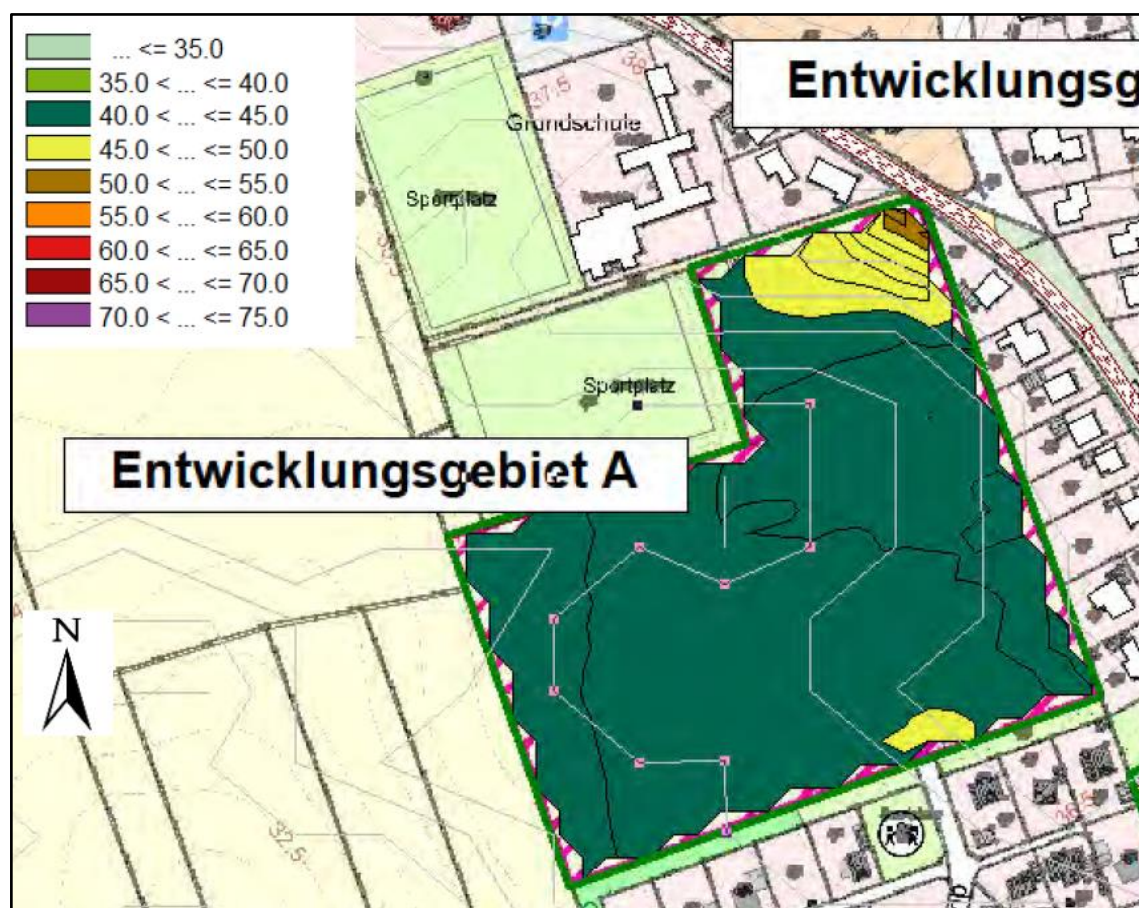 ... <= 35.0
35.0 < ... <= 40.0
40.0 < ... <= 45.0
45.0 < ... <= 50.0
50.0 < ... <= 55.0
55.0 < ... <= 60.0
60.0 < ... <= 65.0
65.0 < ... <= 70.0
70.0 < ... <= 75.0
Entwicklungsg
37.5
38
Grundschule
Sportplatz
Sportplatz
Entwicklungsgebiet A
N
32.5